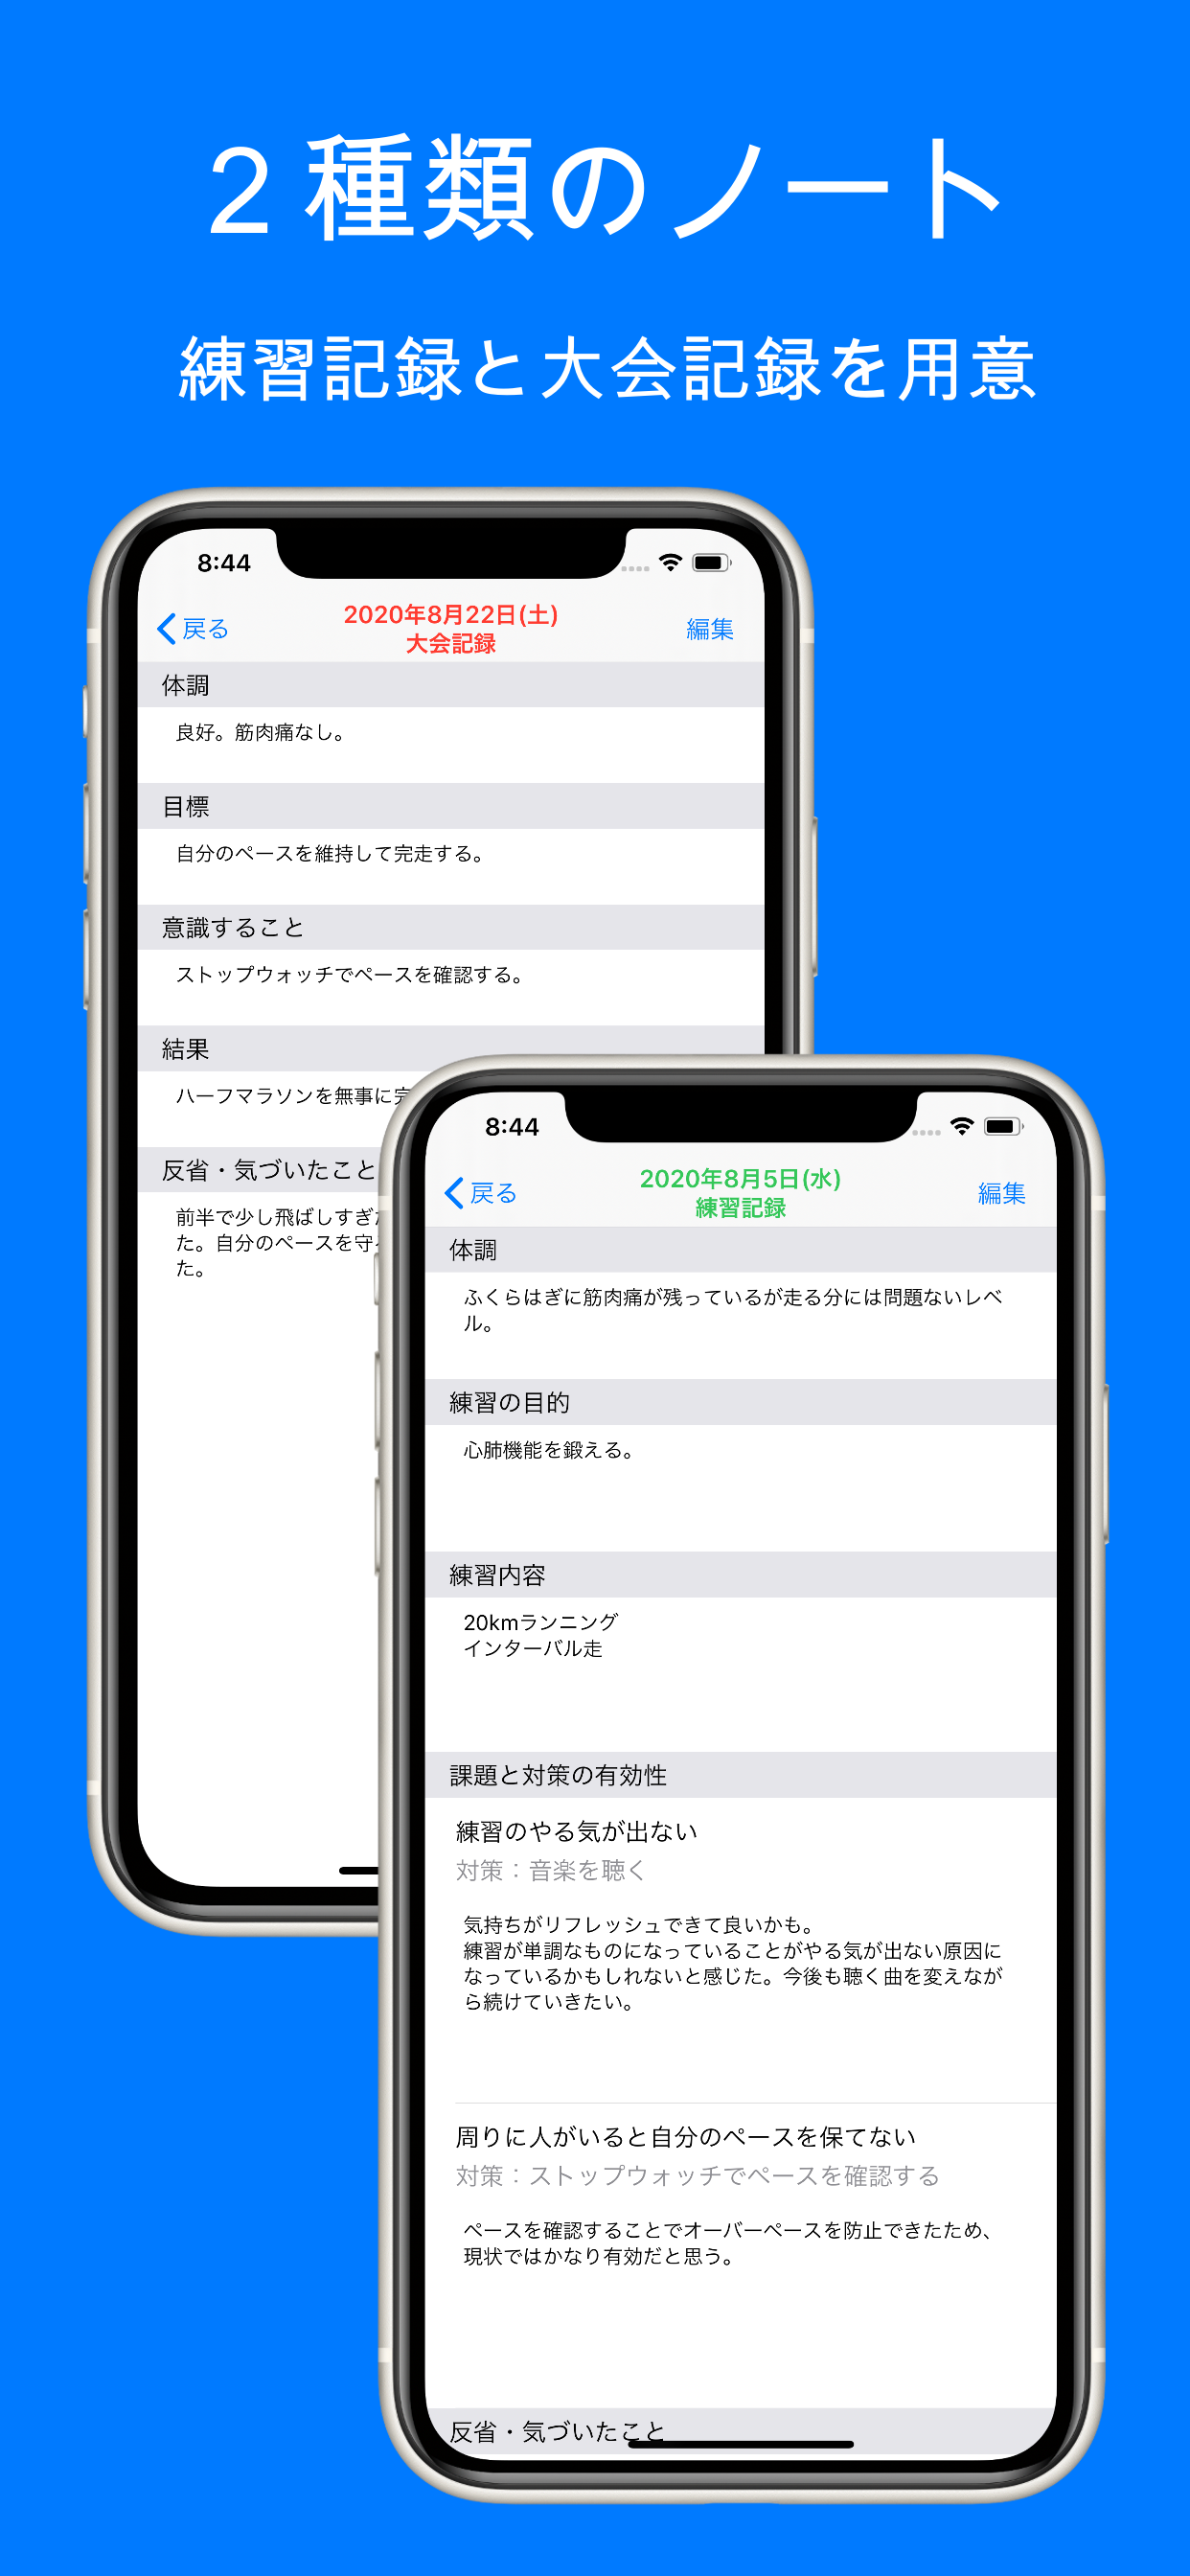 2種類のノート
練習記録と大会記録を用意
8:44
戻る
2020年8月22日(土)
大会記録
編集
体調
良好。筋肉痛なし。
目標
自分のペースを維持して完走する。
意識すること
ストップウォッチでペースを確認する。
結果
ハーフマラソンを無事に完
反省・気づいたこと
前半で少し飛ばしすぎ
た。自分のペースを守
た。
8:44
戻る
2020年8月5日(水)
練習記録
編集
体調
ふくらはぎに筋肉痛が残っているが走る分には問題ないレベ
ル。
練習の目的
心肺機能を鍛える。
練習内容
20kmランニング
インターバル走
課題と対策の有効性
練習のやる気が出ない
対策：音楽を聴く
気持ちがリフレッシュできて良いかも。
練習が単調なものになっていることがやる気が出ない原因に
なっているかもしれないと感じた。今後も聴く曲を変えなが
ら続けていきたい。
周りに人がいると自分のペースを保てない
対策：ストップウォッチでペースを確認する
ペースを確認することでオーバーペースを防止できたため、
現状ではかなり有効だと思う。
反省・気づいたこと